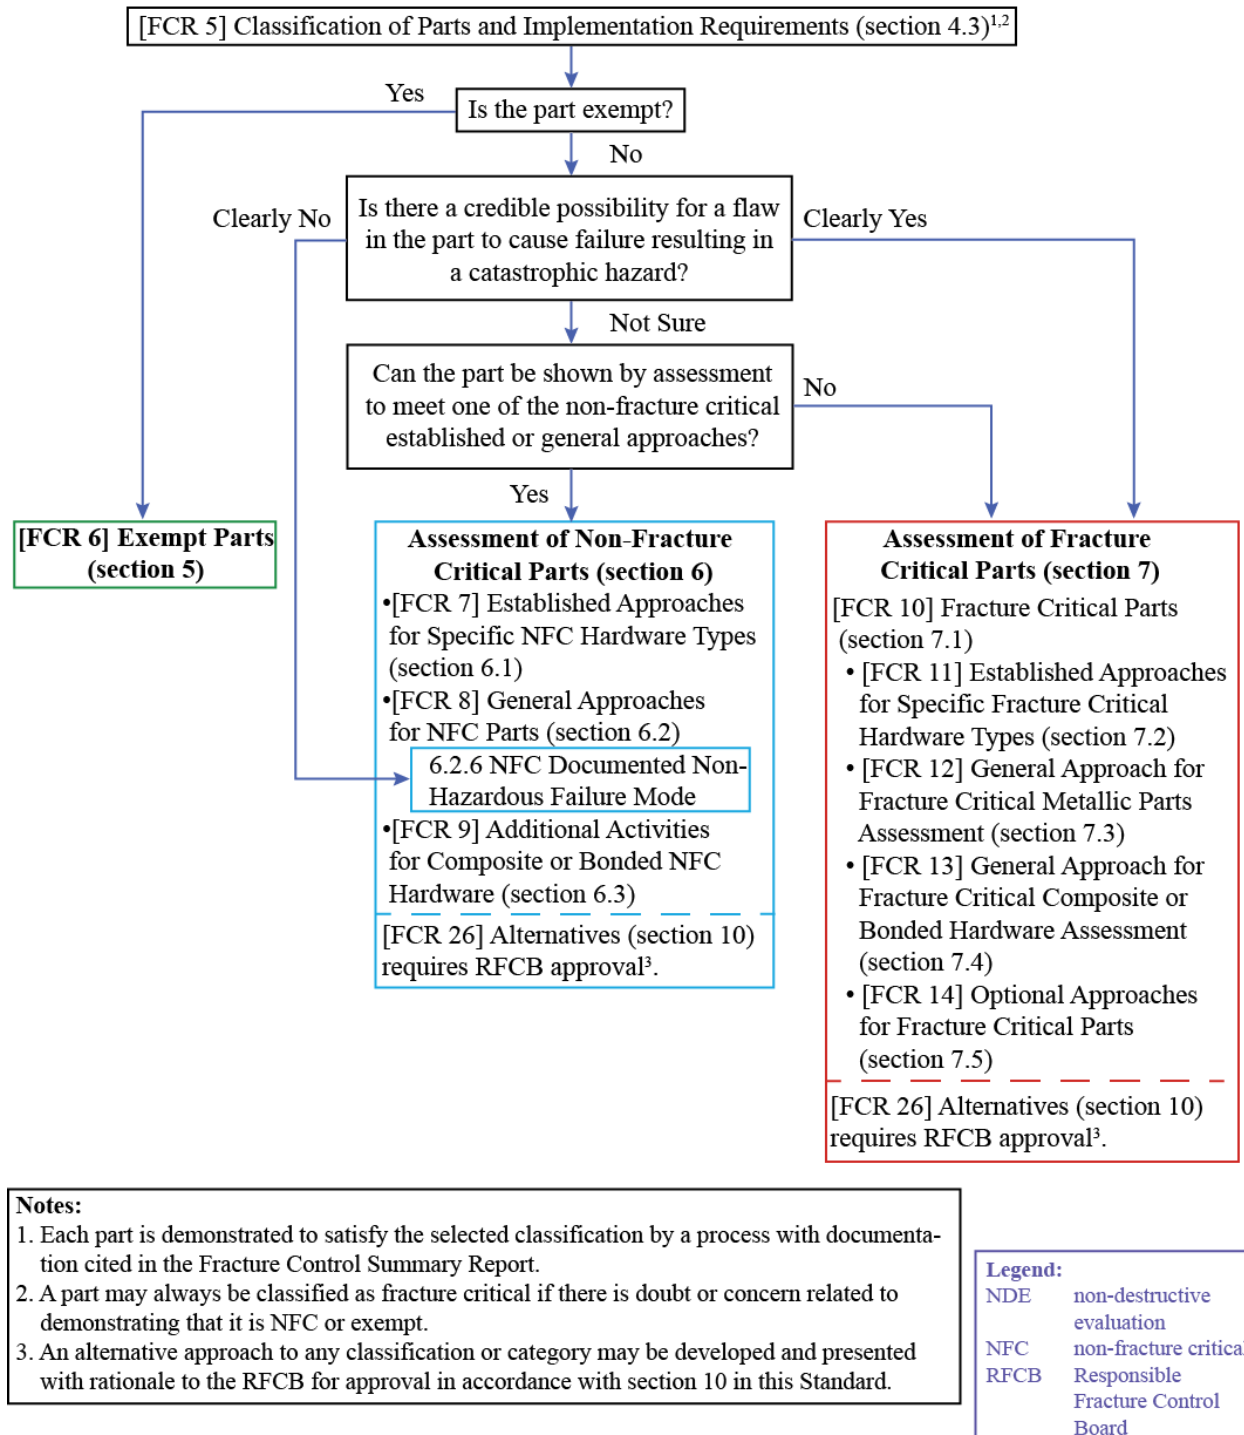 [FCR 5] Classification of Parts and Implementation Requirements (section 4.3)¹,²
Yes
Is the part exempt?
No
Clearly No
Is there a credible possibility for a flaw
in the part to cause failure resulting in
a catastrophic hazard?
Clearly Yes
Not Sure
Can the part be shown by assessment
to meet one of the non-fracture critical
established or general approaches?
No
Yes
[FCR 6] Exempt Parts
(section 5)
Assessment of Non-Fracture
Critical Parts (section 6)
•[FCR 7] Established Approaches
for Specific NFC Hardware Types
(section 6.1)
•[FCR 8] General Approaches
for NFC Parts (section 6.2)
6.2.6 NFC Documented Non-
Hazardous Failure Mode
•[FCR 9] Additional Activities
for Composite or Bonded NFC
Hardware (section 6.3)
[FCR 26] Alternatives (section 10)
requires RFCB approval³.
Assessment of Fracture
Critical Parts (section 7)
[FCR 10] Fracture Critical Parts
(section 7.1)
• [FCR 11] Established Approaches
for Specific Fracture Critical
Hardware Types (section 7.2)
• [FCR 12] General Approach for
Fracture Critical Metallic Parts
Assessment (section 7.3)
• [FCR 13] General Approach for
Fracture Critical Composite or
Bonded Hardware Assessment
(section 7.4)
• [FCR 14] Optional Approaches
for Fracture Critical Parts
(section 7.5)
[FCR 26] Alternatives (section 10)
requires RFCB approval³.
Notes:
1. Each part is demonstrated to satisfy the selected classification by a process with documenta-
tion cited in the Fracture Control Summary Report.
2. A part may always be classified as fracture critical if there is doubt or concern related to
demonstrating that it is NFC or exempt.
3. An alternative approach to any classification or category may be developed and presented
with rationale to the RFCB for approval in accordance with section 10 in this Standard.
Legend:
NDE non-destructive
evaluation
NFC non-fracture critical
RFCB Responsible
Fracture Control
Board